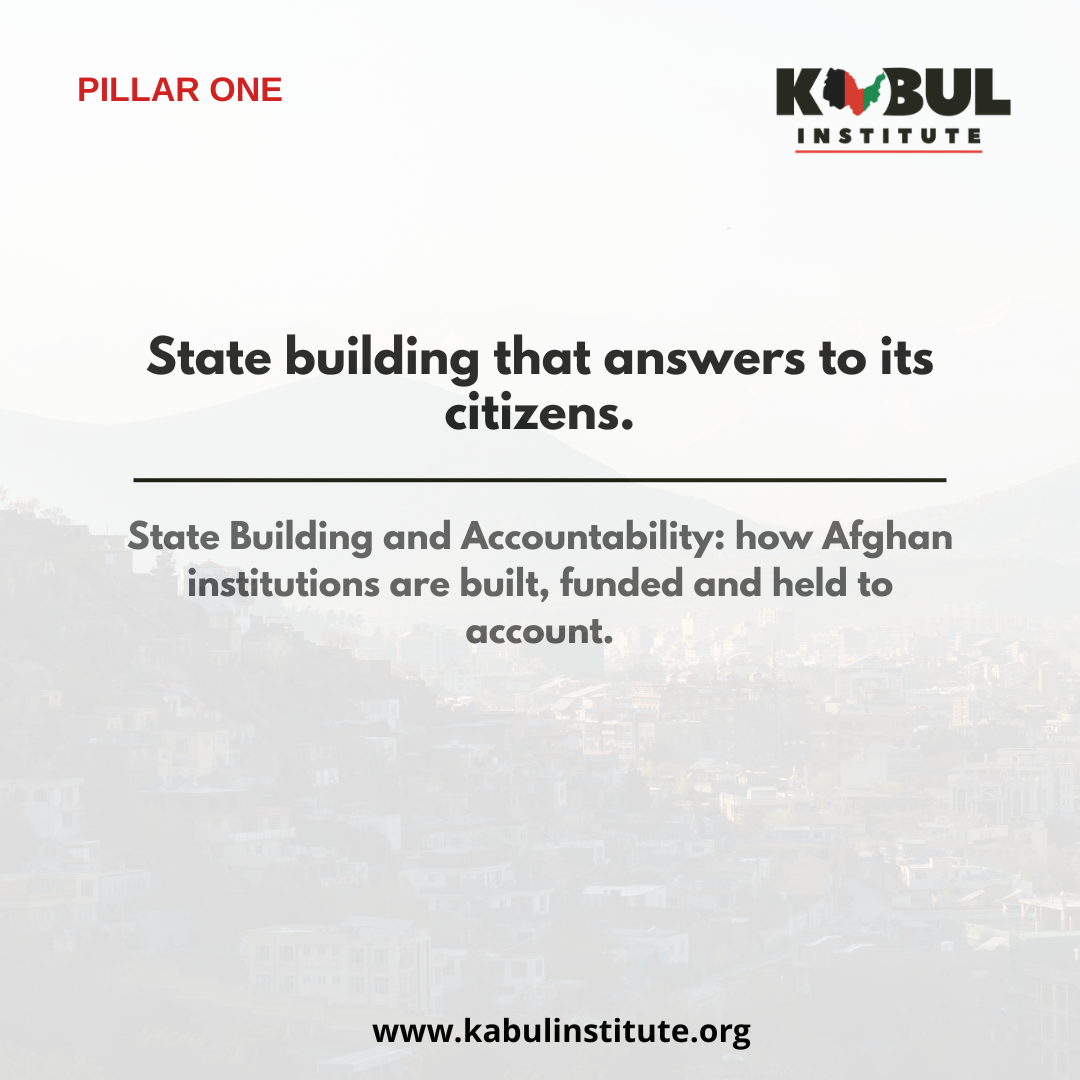 PILLAR ONE
KABUL
INSTITUTE
State building that answers to its
citizens.
State Building and Accountability: how Afghan
institutions are built, funded and held to
account.
www.kabulinstitute.org